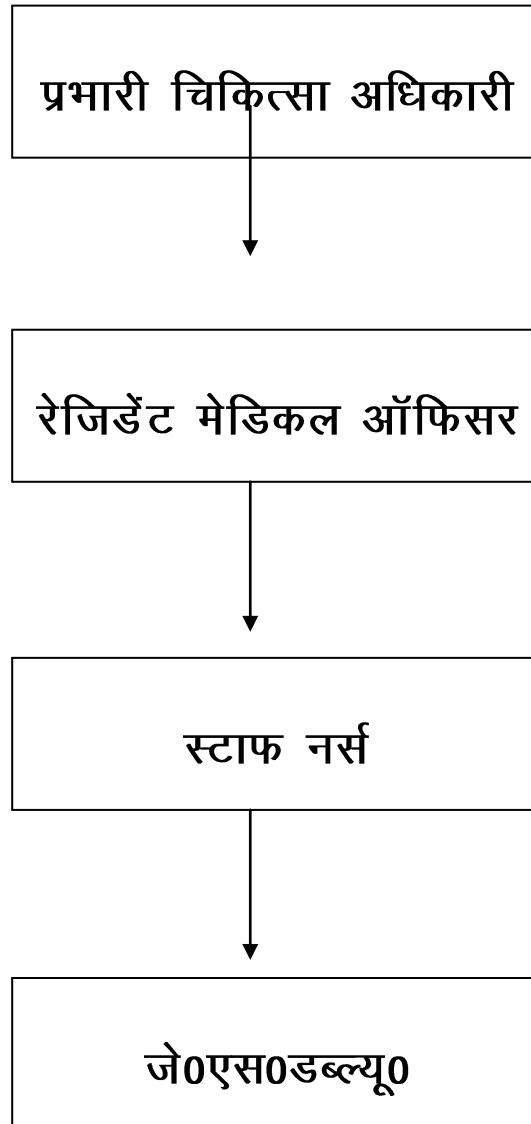 प्रभारी चिकित्सा अधिकारी
रेजिडेंट मेडिकल ऑफिसर
स्टाफ नर्स
जे0एस0डब्ल्यू0